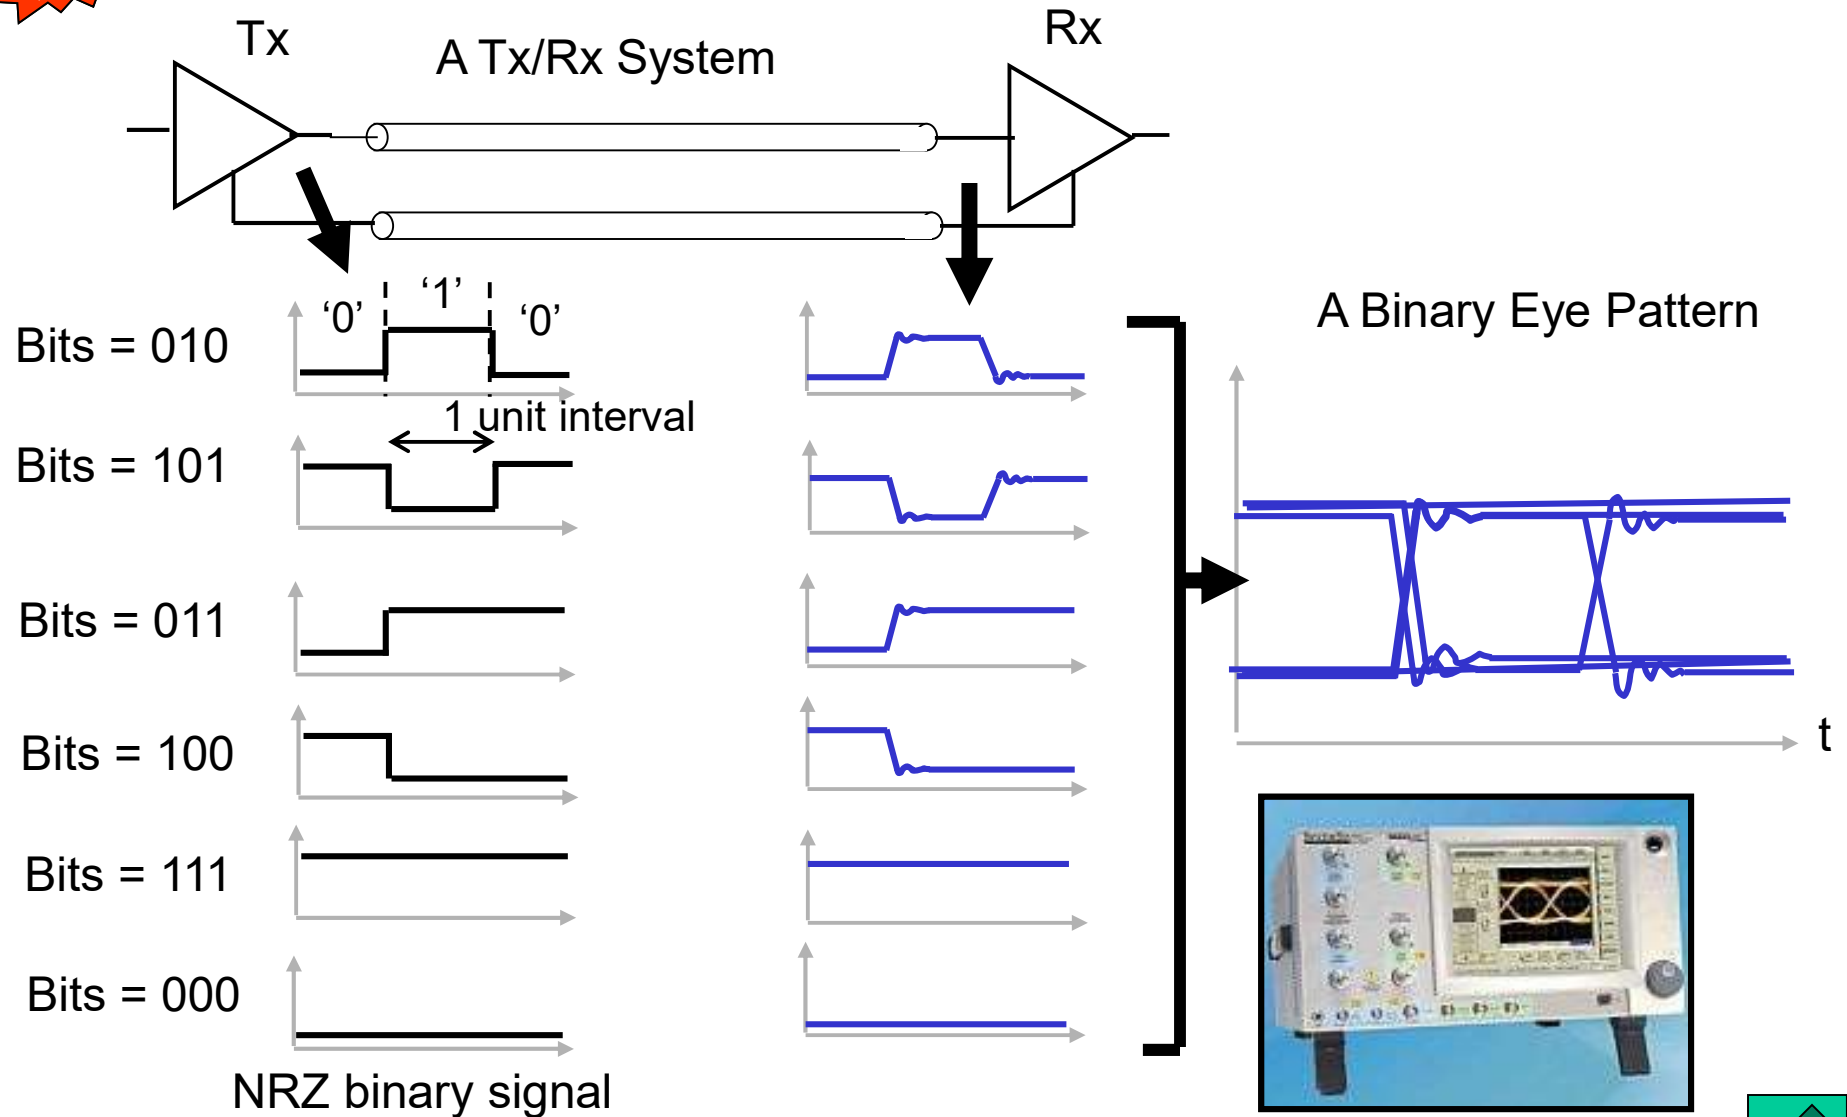 Tx
A Tx/Rx System
Rx
‘0’
‘1’
‘0’
Bits = 010
1 unit interval
Bits = 101
Bits = 011
Bits = 100
Bits = 111
Bits = 000
NRZ binary signal
A Binary Eye Pattern
t